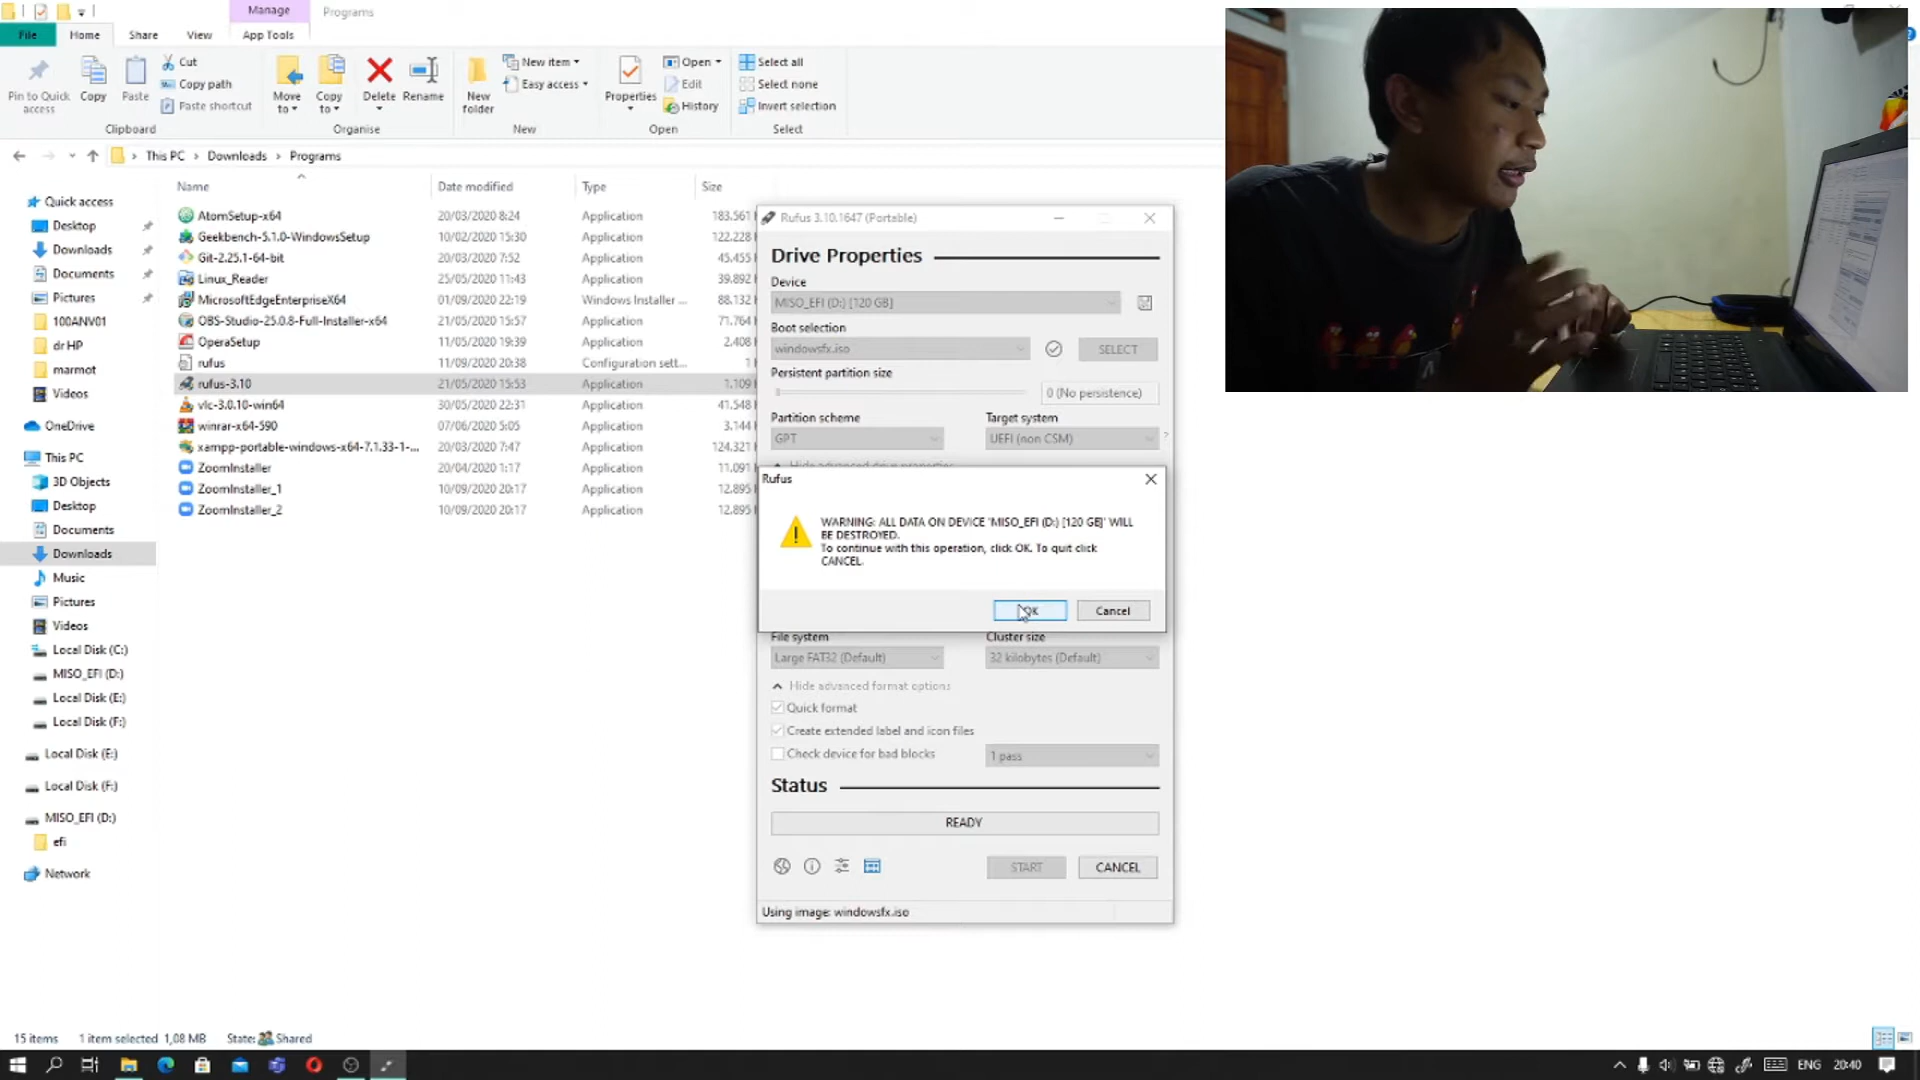 Manage
Programs
File
Home
Share
View
App Tools
Pin to Quick access
Copy
Paste
Cut
Copy path
Paste shortcut
Clipboard
Move to
Copy to
Delete
Rename
Organise
New folder
New item
Easy access
New
Properties
Open
Edit
History
Open
Select all
Select none
Invert selection
Select
This PC > Downloads > Programs
Name Date modified Type Size
AtomSetup-x64 20/03/2020 8:24 Application 183.561
Geekbench-5.1.0-WindowsSetup 10/02/2020 15:30 Application 122.228
Git-2.25.1-64-bit 20/03/2020 7:52 Application 45.455
Linux_Reader 25/05/2020 11:43 Application 39.892
MicrosoftEdgeEnterpriseX64 01/09/2020 22:19 Windows Installer ... 88.132
OBS-Studio-25.0.8-Full-Installer-x64 21/05/2020 15:57 Application 71.764
OperaSetup 11/05/2020 19:39 Application 2.408
rufus 11/09/2020 20:38 Configuration sett... 1
rufus-3.10 21/05/2020 15:53 Application 1.109
vlc-3.0.10-win64 30/05/2020 22:31 Application 41.548
winrar-x64-590 07/06/2020 5:05 Application 3.144
xampp-portable-windows-x64-7.1.33-1-... 20/03/2020 7:47 Application 124.321
ZoomInstaller 20/04/2020 1:17 Application 11.091
ZoomInstaller_1 10/09/2020 20:17 Application 12.895
ZoomInstaller_2 10/09/2020 20:17 Application 12.895
Quick access
Desktop
Downloads
Documents
Pictures
100ANV01
dr HP
marmot
Videos
OneDrive
This PC
3D Objects
Desktop
Documents
Downloads
Music
Pictures
Videos
Local Disk (C:)
MISO_EFI (D:)
Local Disk (E:)
Local Disk (F:)
Local Disk (E:)
Local Disk (F:)
MISO_EFI (D:)
efi
Network
Rufus 3.10.1647 (Portable)
Drive Properties
Device
MISO_EFI (D:) [120 GB]
Boot selection
windowsfx.iso
SELECT
Persistent partition size
0 (No persistence)
Partition scheme Target system
GPT UEFI (non CSM) ?
Hide advanced drive properties
Rufus
WARNING: ALL DATA ON DEVICE 'MISO_EFI (D:) [120 GB]' WILL
BE DESTROYED.
To continue with this operation, click OK. To quit click
CANCEL.
OK Cancel
File system Cluster size
Large FAT32 (Default) 32 kilobytes (Default)
Hide advanced format options
Quick format
Create extended label and icon files
Check device for bad blocks 1 pass
Status
READY
START CANCEL
Using image: windowsfx.iso
15 items 1 item selected 1,08 MB State: Shared
ENG 20:40